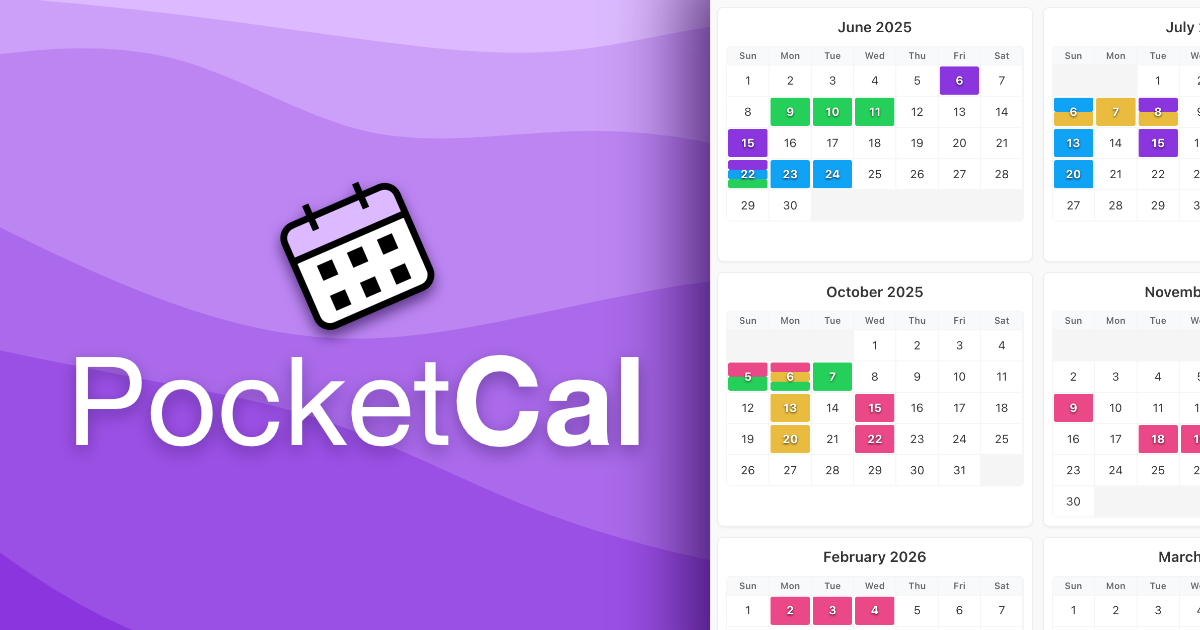 PocketCal
June 2025
Sun Mon Tue Wed Thu Fri Sat
1 2 3 4 5 6 7
8 9 10 11 12 13 14
15 16 17 18 19 20 21
22 23 24 25 26 27 28
29 30
July
Sun Mon Tue
1
6 7 8
13 14 15
20 21 22
27 28 29
October 2025
Sun Mon Tue Wed Thu Fri Sat
1 2 3 4
5 6 7 8 9 10 11
12 13 14 15 16 17 18
19 20 21 22 23 24 25
26 27 28 29 30 31
Novemb
Sun Mon Tue
2 3 4
9 10 11
16 17 18
23 24 25
30
February 2026
Sun Mon Tue Wed Thu Fri Sat
1 2 3 4 5 6 7
March
Sun Mon Tue
1 2 3